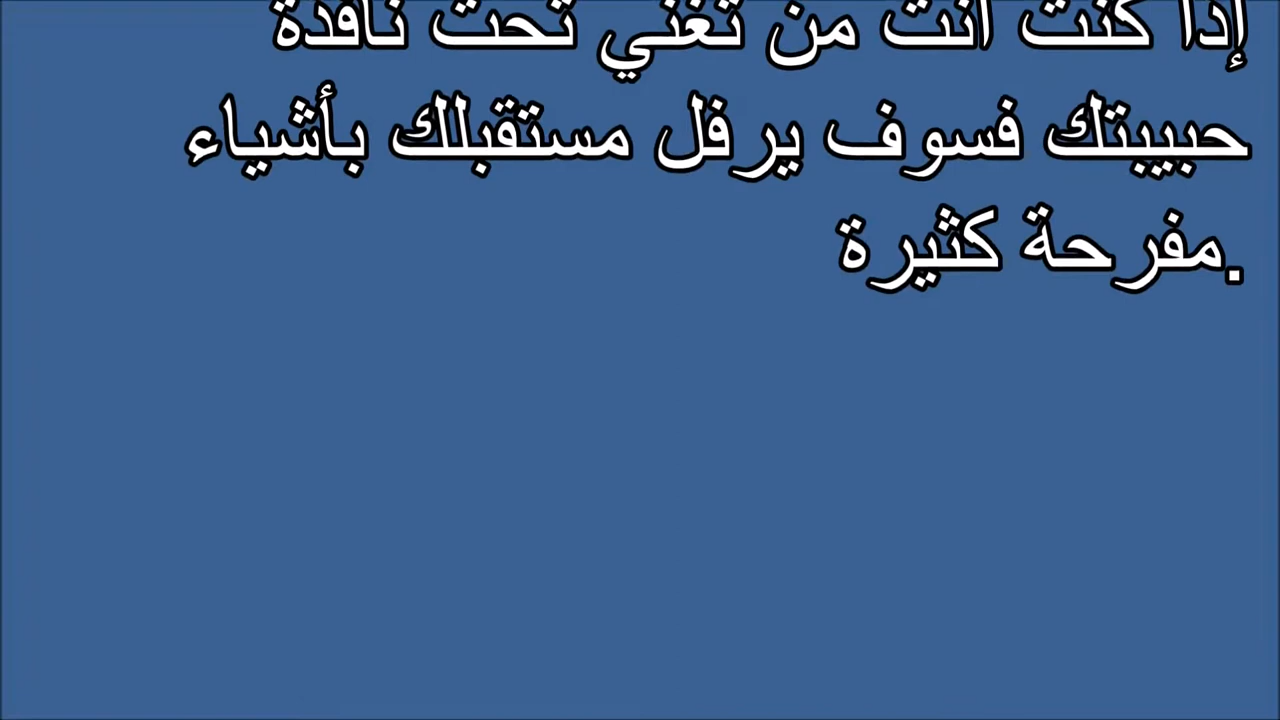 إذا كنت أنت من تغني تحت نافذة
حبيبتك فسوف يرفل مستقبلك بأشياء
مفرحة كثيرة.